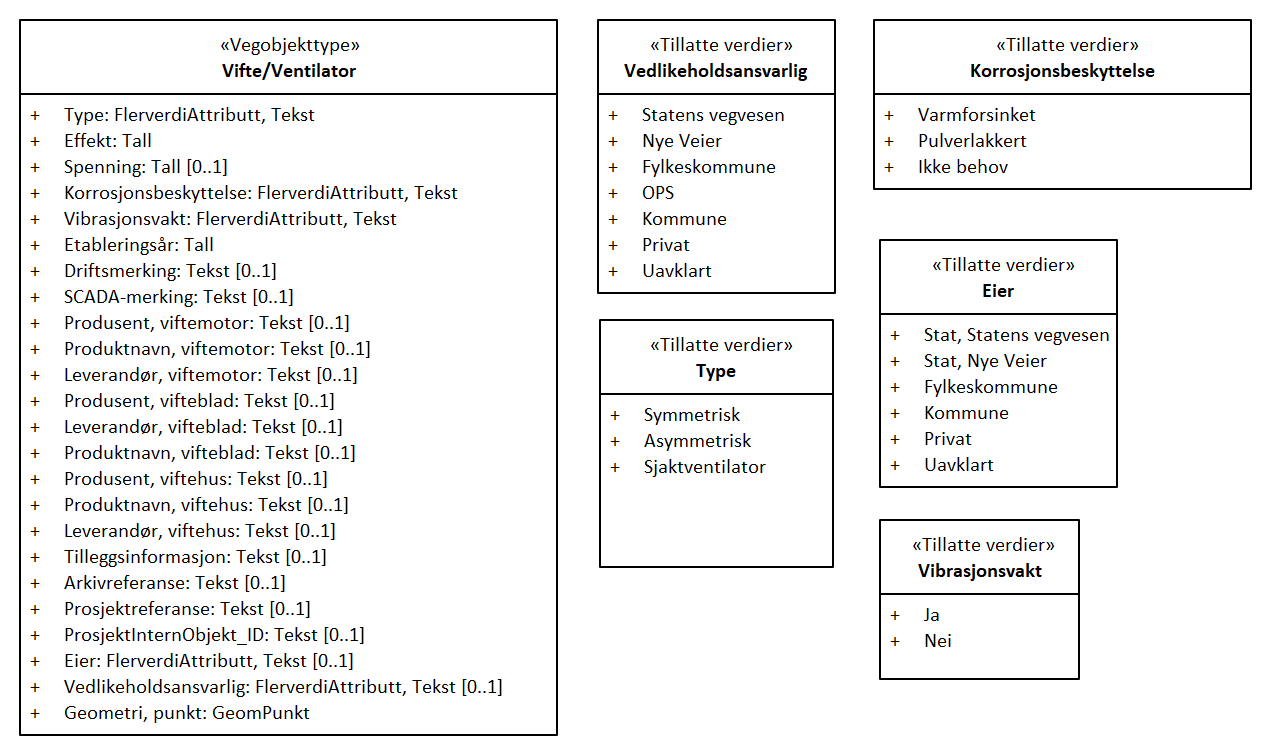 «Vegobjekttype»
Vifte/Ventilator
+ Type: FlerverdiAttributt, Tekst
+ Effekt: Tall
+ Spenning: Tall [0..1]
+ Korrosjonsbeskyttelse: FlerverdiAttributt, Tekst
+ Vibrasjonsvakt: FlerverdiAttributt, Tekst
+ Etableringsår: Tall
+ Driftsmerking: Tekst [0..1]
+ SCADA-merking: Tekst [0..1]
+ Produsent, viftemotor: Tekst [0..1]
+ Produktnavn, viftemotor: Tekst [0..1]
+ Leverandør, viftemotor: Tekst [0..1]
+ Produsent, vifteblad: Tekst [0..1]
+ Leverandør, vifteblad: Tekst [0..1]
+ Produktnavn, vifteblad: Tekst [0..1]
+ Produsent, viftehus: Tekst [0..1]
+ Produktnavn, viftehus: Tekst [0..1]
+ Leverandør, viftehus: Tekst [0..1]
+ Tilleggsinformasjon: Tekst [0..1]
+ Arkivreferanse: Tekst [0..1]
+ Prosjektreferanse: Tekst [0..1]
+ ProsjektInternObjekt_ID: Tekst [0..1]
+ Eier: FlerverdiAttributt, Tekst [0..1]
+ Vedlikeholdsansvarlig: FlerverdiAttributt, Tekst [0..1]
+ Geometri, punkt: GeomPunkt
«Tillatte verdier»
Vedlikeholdsansvarlig
+ Statens vegvesen
+ Nye Veier
+ Fylkeskommune
+ OPS
+ Kommune
+ Privat
+ Uavklart
«Tillatte verdier»
Type
+ Symmetrisk
+ Asymmetrisk
+ Sjaktventilator
«Tillatte verdier»
Korrosjonsbeskyttelse
+ Varmforsinket
+ Pulverlakkert
+ Ikke behov
«Tillatte verdier»
Eier
+ Stat, Statens vegvesen
+ Stat, Nye Veier
+ Fylkeskommune
+ Kommune
+ Privat
+ Uavklart
«Tillatte verdier»
Vibrasjonsvakt
+ Ja
+ Nei